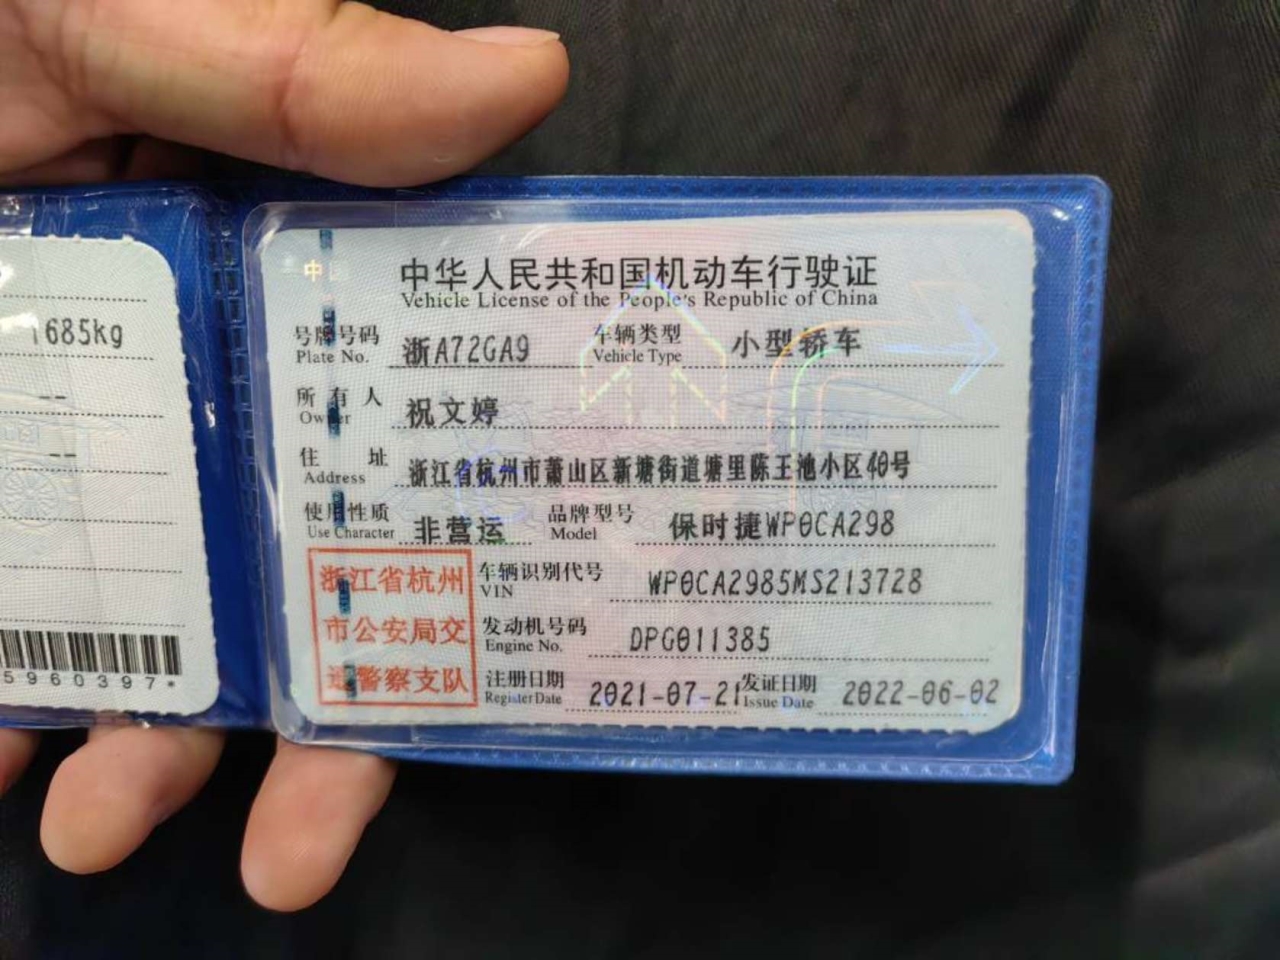 1685kg
--
--
5960397*
中
中华人民共和国机动车行驶证
Vehicle License of the People's Republic of China
号牌号码 浙A72GA9 车辆类型 小型轿车
Plate No. Vehicle Type
所有人 祝文婷
Owner
住址 浙江省杭州市萧山区新塘街道塘里陈王池小区40号
Address
使用性质 非营运 品牌型号 保时捷WP0CA298
Use Character Model
浙江省杭州
市公安局交
通警察支队
车辆识别代号 WP0CA2985MS213728
VIN
发动机号码 DPG011385
Engine No.
注册日期 2021-07-21 发证日期 2022-06-02
Register Date Issue Date